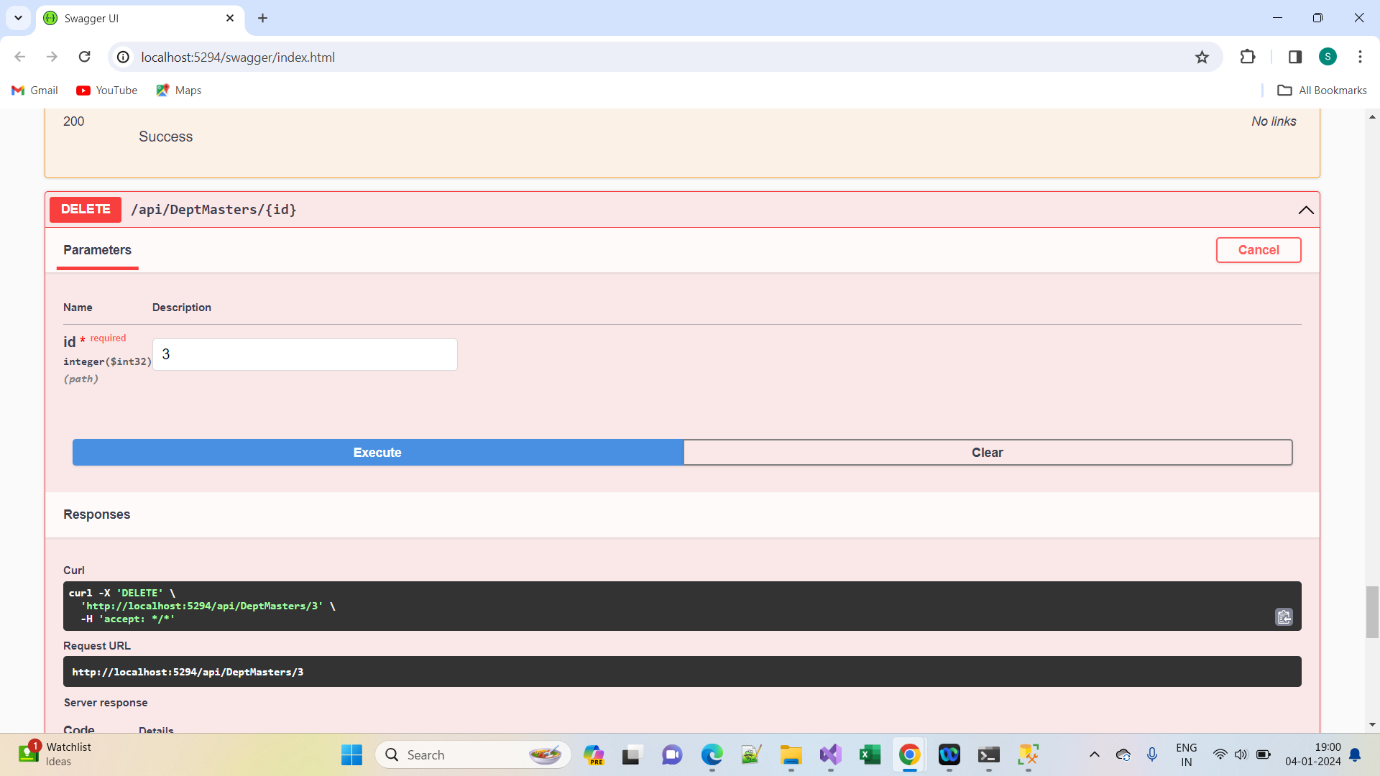 Swagger UI
localhost:5294/swagger/index.html
S
Gmail
YouTube
Maps
All Bookmarks
200
No links
Success
DELETE /api/DeptMasters/{id}
Parameters
Cancel
Name Description
id * required
3
integer($int32)
(path)
Execute
Clear
Responses
Curl
curl -X 'DELETE' \
'http://localhost:5294/api/DeptMasters/3' \
-H 'accept: */*'
Request URL
http://localhost:5294/api/DeptMasters/3
Server response
Code Details
1
Watchlist
Ideas
Search
PRE
ENG
IN
19:00
04-01-2024